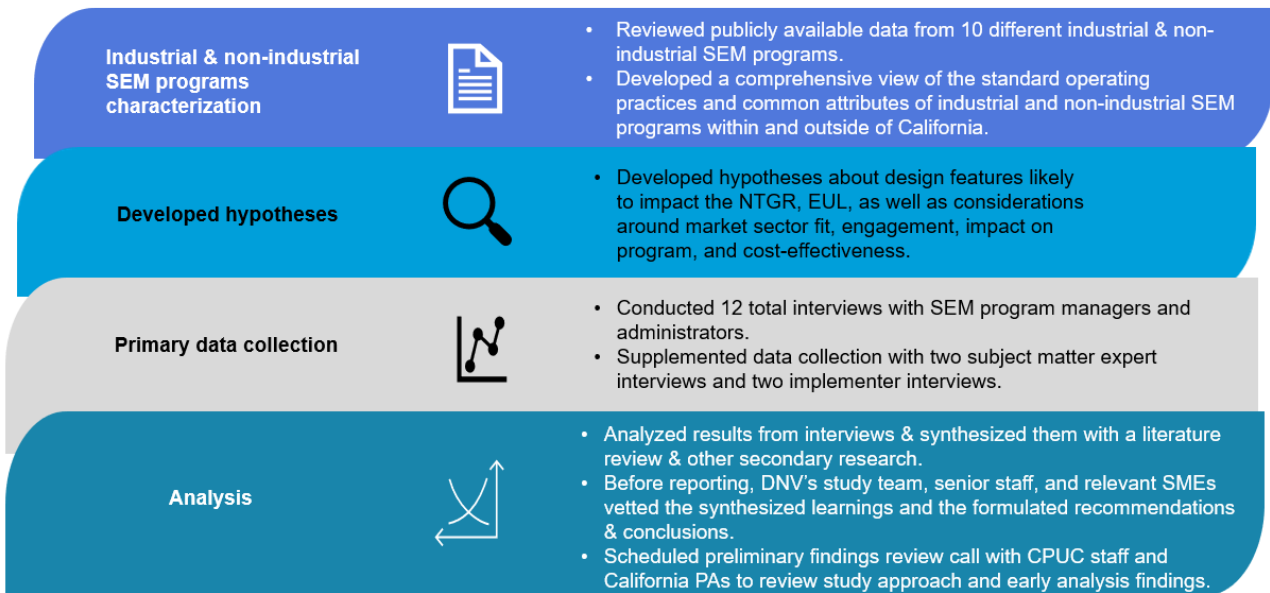 Industrial & non-industrial
SEM programs
characterization
• Reviewed publicly available data from 10 different industrial & non-
industrial SEM programs.
• Developed a comprehensive view of the standard operating
practices and common attributes of industrial and non-industrial SEM
programs within and outside of California.
Developed hypotheses
• Developed hypotheses about design features likely
to impact the NTGR, EUL, as well as considerations
around market sector fit, engagement, impact on
program, and cost-effectiveness.
Primary data collection
• Conducted 12 total interviews with SEM program managers and
administrators.
• Supplemented data collection with two subject matter expert
interviews and two implementer interviews.
Analysis
• Analyzed results from interviews & synthesized them with a literature
review & other secondary research.
• Before reporting, DNV's study team, senior staff, and relevant SMEs
vetted the synthesized learnings and the formulated recommendations
& conclusions.
• Scheduled preliminary findings review call with CPUC staff and
California PAs to review study approach and early analysis findings.